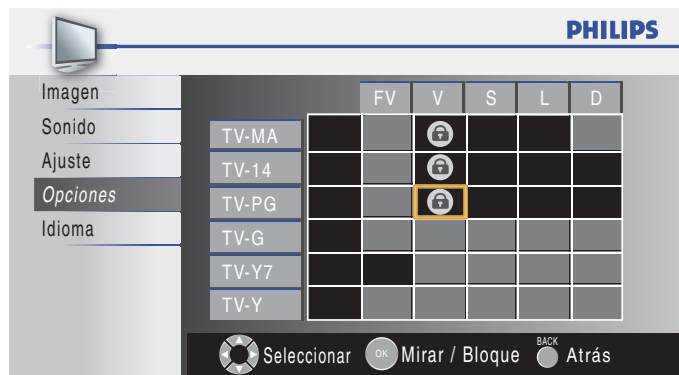 PHILIPS
Imagen
Sonido
Ajuste
Opciones
Idioma
FV V S L D
TV-MA
TV-14
TV-PG
TV-G
TV-Y7
TV-Y
Seleccionar OK Mirar / Bloque BACK Atrás